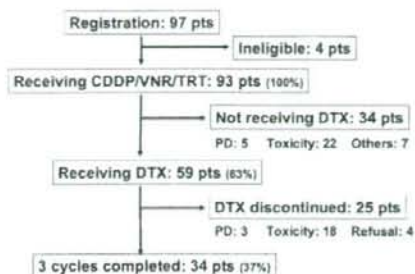 Registration: 97 pts
Ineligible: 4 pts
Receiving CDDP/VNR/TRT: 93 pts (100%)
Not receiving DTX: 34 pts
PD: 5 Toxicity: 22 Others: 7
Receiving DTX: 59 pts (63%)
DTX discontinued: 25 pts
PD: 3 Toxicity: 18 Refusal: 4
3 cycles completed: 34 pts (37%)